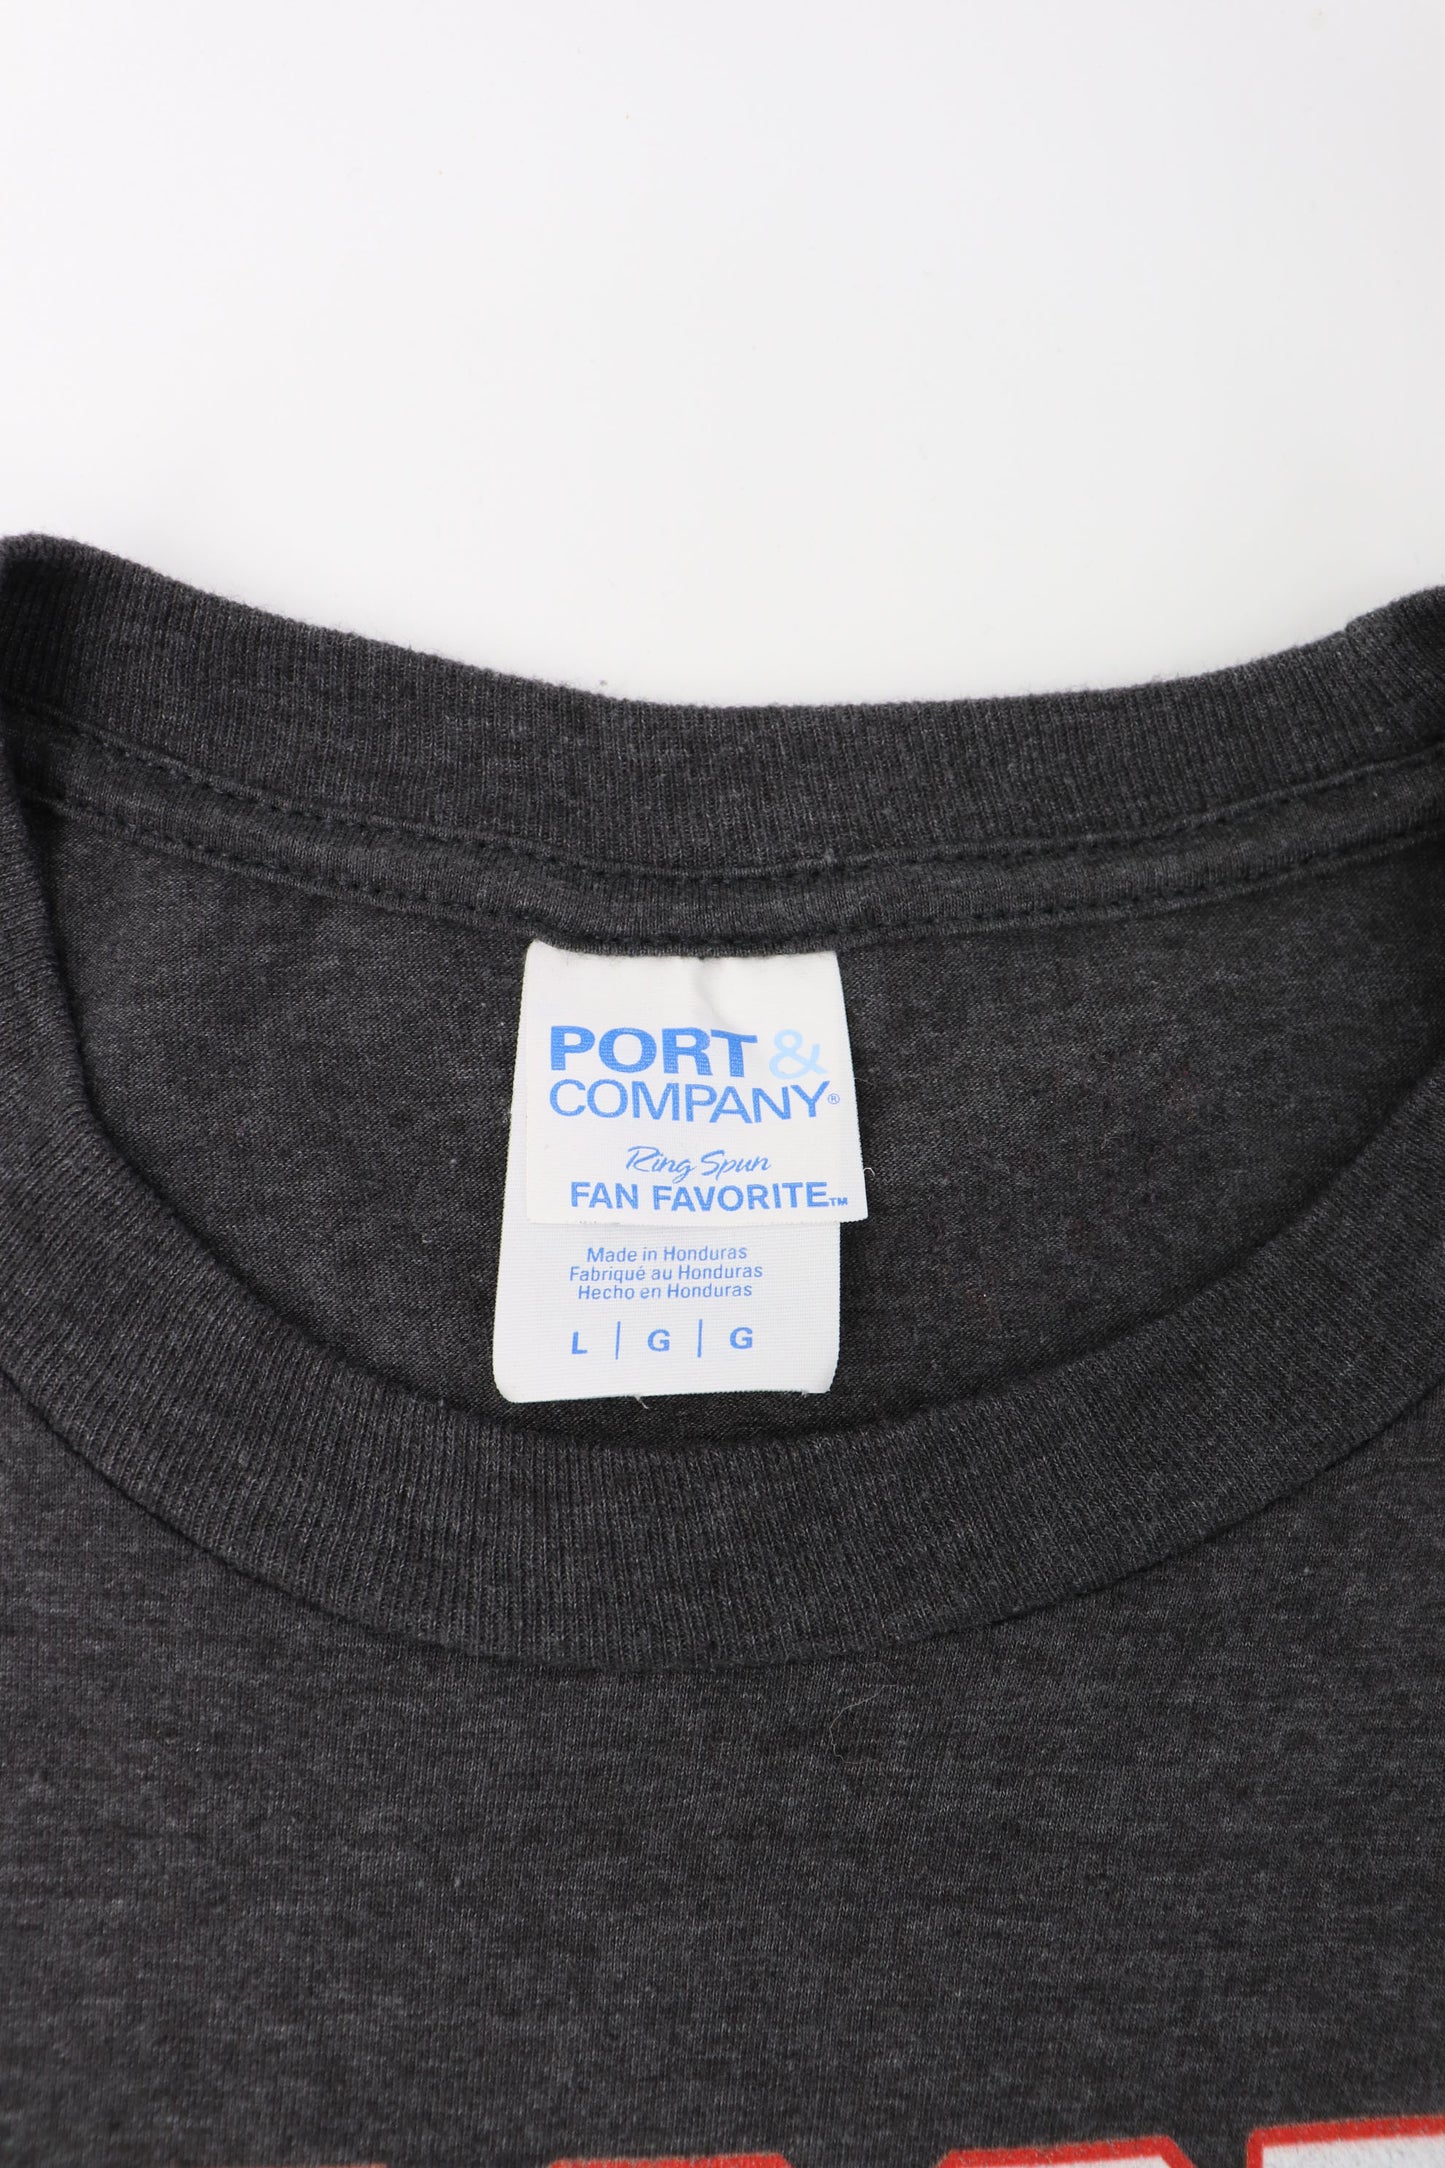 PORT &
COMPANY®
Ring Spun
FAN FAVORITE™
Made in Honduras
Fabriqué au Honduras
Hecho en Honduras
L | G | G